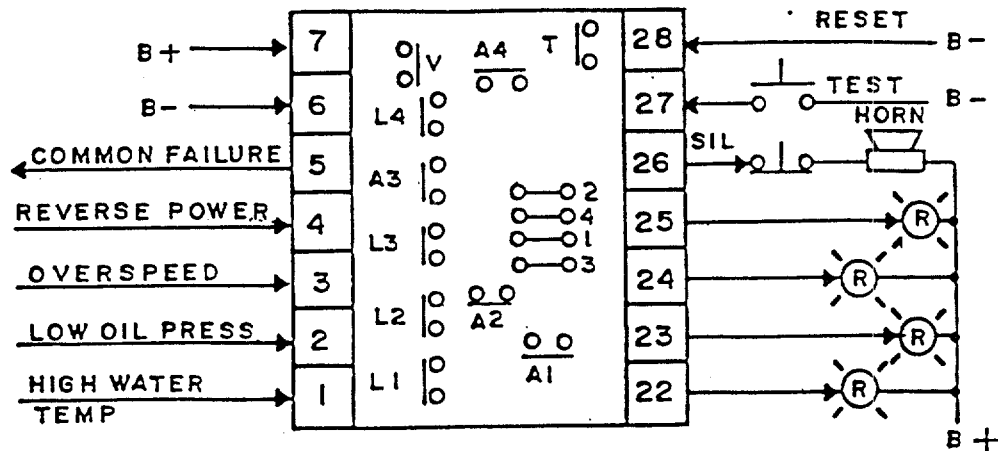 B+
7
B-
6
COMMON FAILURE
5
REVERSE POWER
4
OVERSPEED
3
LOW OIL PRESS
2
HIGH WATER
TEMP
1
V
A4
T
L4
A3
2
4
1
3
L3
L2
A2
A1
L1
28
RESET
B-
27
TEST
B-
26
SIL
HORN
25
R
24
R
23
R
22
R
B+